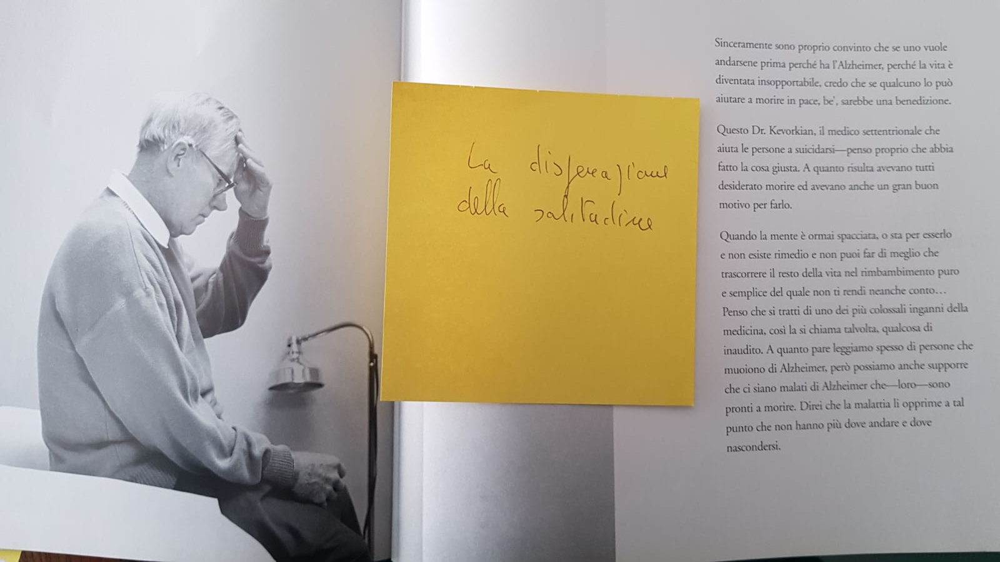 La disperazione
della solitudine
Sinceramente sono proprio convinto che se uno vuole
andarsene prima perché ha l'Alzheimer, perché la vita è
diventata insopportabile, credo che se qualcuno lo può
aiutare a morire in pace, be', sarebbe una benedizione.
Questo Dr. Kevorkian, il medico settentrionale che
aiuta le persone a suicidarsi—penso proprio che abbia
fatto la cosa giusta. A quanto risulta avevano tutti
desiderato morire ed avevano anche un gran buon
motivo per farlo.
Quando la mente è ormai spacciata, o sta per esserlo
e non esiste rimedio e non puoi far di meglio che
trascorrere il resto della vita nel rimbambimento puro
e semplice del quale non ti rendi neanche conto…
Penso che si tratti di uno dei più colossali inganni della
medicina, così la si chiama talvolta, qualcosa di
inaudito. A quanto pare leggiamo spesso di persone che
muoiono di Alzheimer, però possiamo anche supporre
che ci siano malati di Alzheimer che—loro—sono
pronti a morire. Direi che la malattia li opprime a tal
punto che non hanno più dove andare e dove
nascondersi.